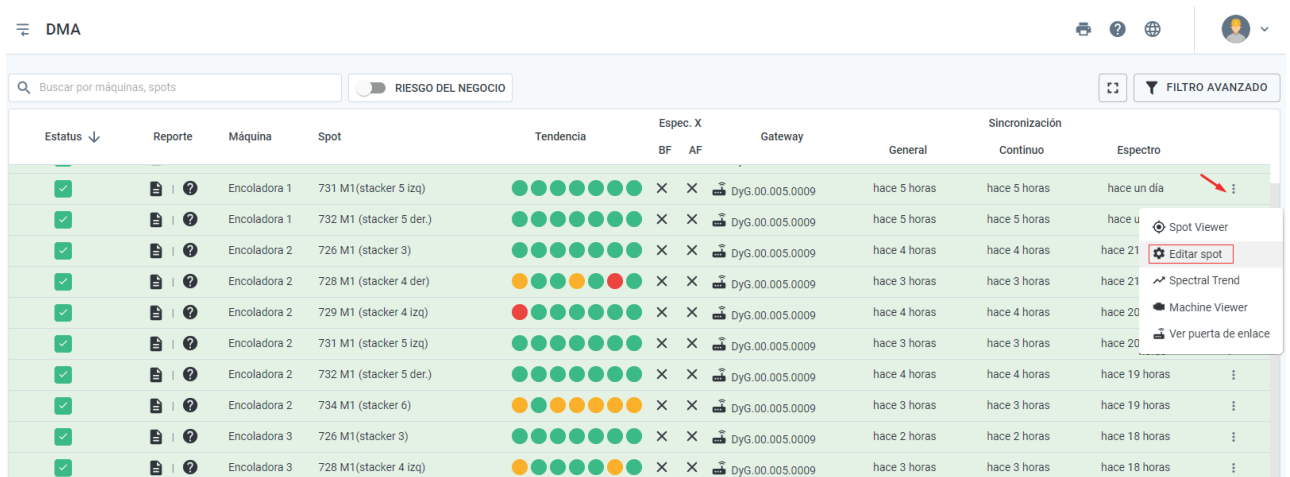 DMA
Buscar por máquinas, spots
RIESGO DEL NEGOCIO
FILTRO AVANZADO
Espec. X
Sincronización
Estatus Reporte Máquina Spot Tendencia Gateway
BF AF General Continuo Espectro
Encoladora 1 731 M1(stacker 5 izq) X X DyG.00.005.0009 hace 5 horas hace 5 horas hace un día
Encoladora 1 732 M1 (stacker 5 der.) X X DyG.00.005.0009 hace 5 horas hace 5 horas hace u
Spot Viewer
Encoladora 2 726 M1(stacker 3) X X DyG.00.005.0009 hace 4 horas hace 4 horas hace 21
Editar spot
Encoladora 2 728 M1(stacker 4 der) X X DyG.00.005.0009 hace 3 horas hace 3 horas hace 21
Spectral Trend
Encoladora 2 729 M1 (stacker 4 izq) X X DyG.00.005.0009 hace 4 horas hace 4 horas hace 20
Machine Viewer
Encoladora 2 731 M1 (stacker 5 izq) X X DyG.00.005.0009 hace 3 horas hace 3 horas hace 20
Ver puerta de enlace
Encoladora 2 732 M1 (stacker 5 der.) X X DyG.00.005.0009 hace 4 horas hace 4 horas hace 19 horas
Encoladora 2 734 M1 (stacker 6) X X DyG.00.005.0009 hace 3 horas hace 3 horas hace 19 horas
Encoladora 3 726 M1(stacker 3) X X DyG.00.005.0009 hace 2 horas hace 2 horas hace 18 horas
Encoladora 3 728 M1(stacker 4 izq) X X DyG.00.005.0009 hace 3 horas hace 3 horas hace 18 horas